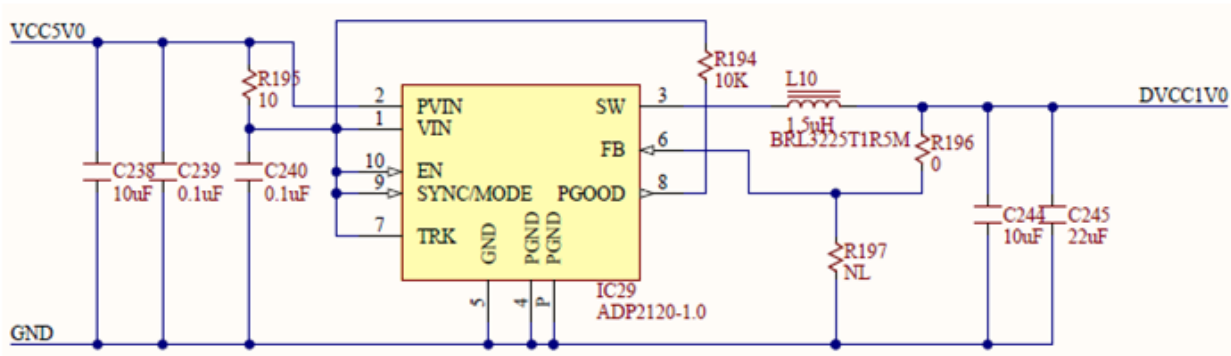 VCC5V0
R195
10
R194
10K
L10
1.5uH
BRL3225T1R5M
DVCC1V0
2
PVIN
1
VIN
10
EN
9
SYNC/MODE
7
TRK
SW
3
FB
6
PGOOD
8
GND
PGND
PGND
5
4
P
IC29
ADP2120-1.0
C238
10uF
C239
0.1uF
C240
0.1uF
R196
0
R197
NL
C244
10uF
C245
22uF
GND